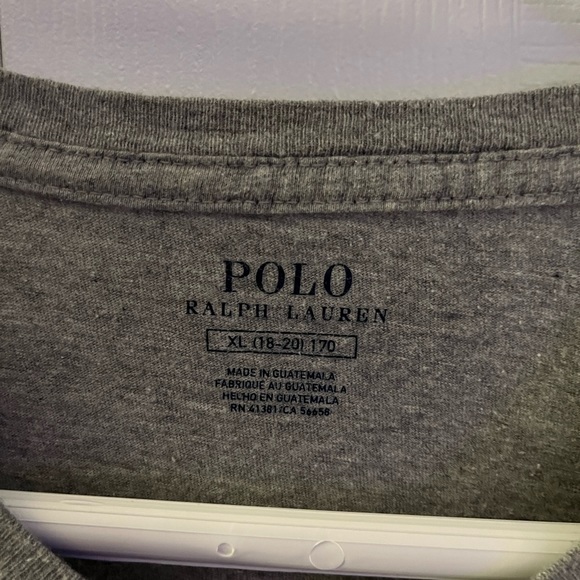 POLO
RALPH LAUREN
XL (18-20) 170
MADE IN GUATEMALA
FABRIQUE AU GUATEMALA
HECHO EN GUATEMALA
RN 41381/CA 56658